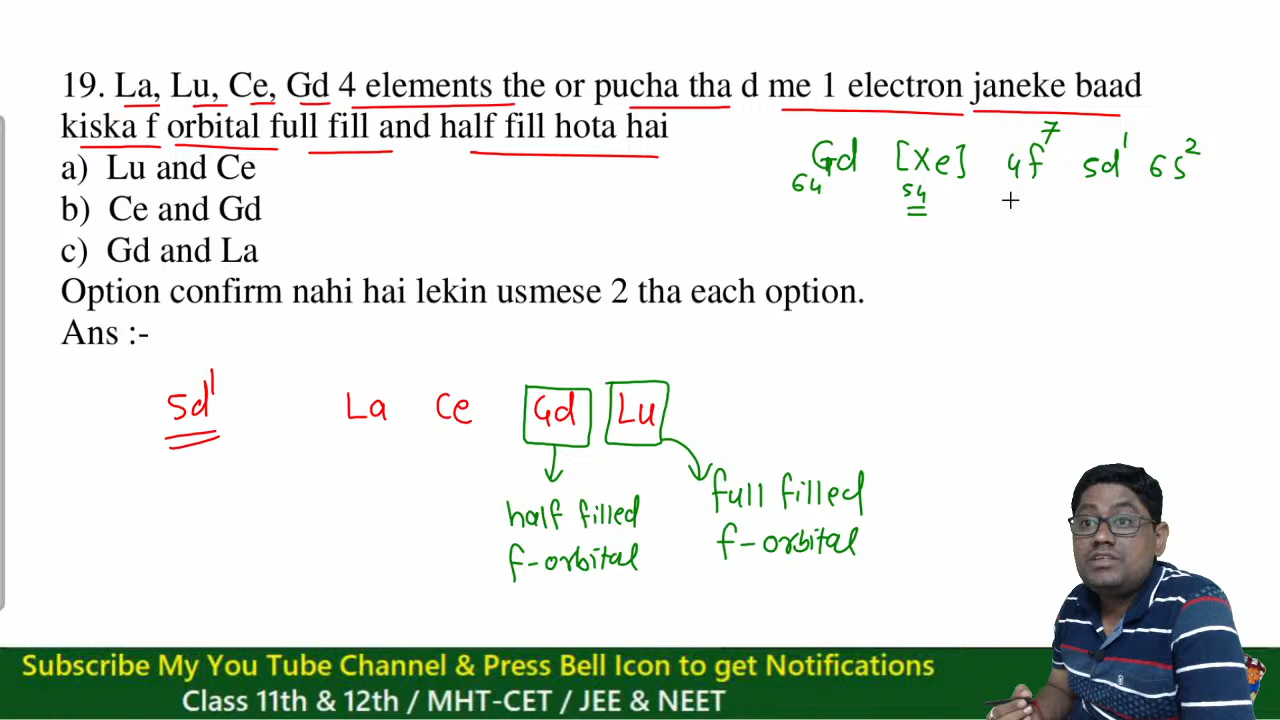 19. La, Lu, Ce, Gd 4 elements the or pucha tha d me 1 electron janeke baad
kiska f orbital full fill and half fill hota hai
a) Lu and Ce
b) Ce and Gd
c) Gd and La
Option confirm nahi hai lekin usmese 2 tha each option.
Ans :-
64Gd [Xe] 4f⁷ 5d¹ 6s²
54
5d¹ La Ce Gd Lu
half filled
f-orbital
full filled
f-orbital
Subscribe My You Tube Channel & Press Bell Icon to get Notifications
Class 11th & 12th / MHT-CET / JEE & NEET